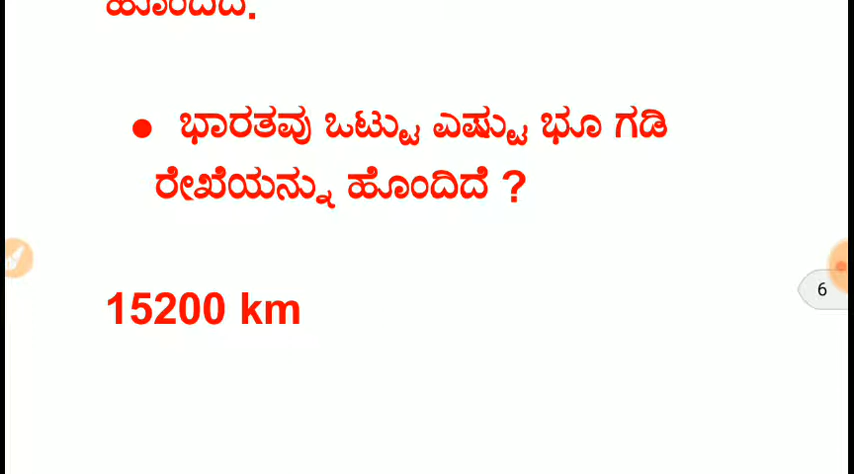 ಹೊಂದಿದೆ.
• ಭಾರತವು ಒಟ್ಟು ಎಷ್ಟು ಭೂ ಗಡಿ
ರೇಖೆಯನ್ನು ಹೊಂದಿದೆ ?
15200 km
6